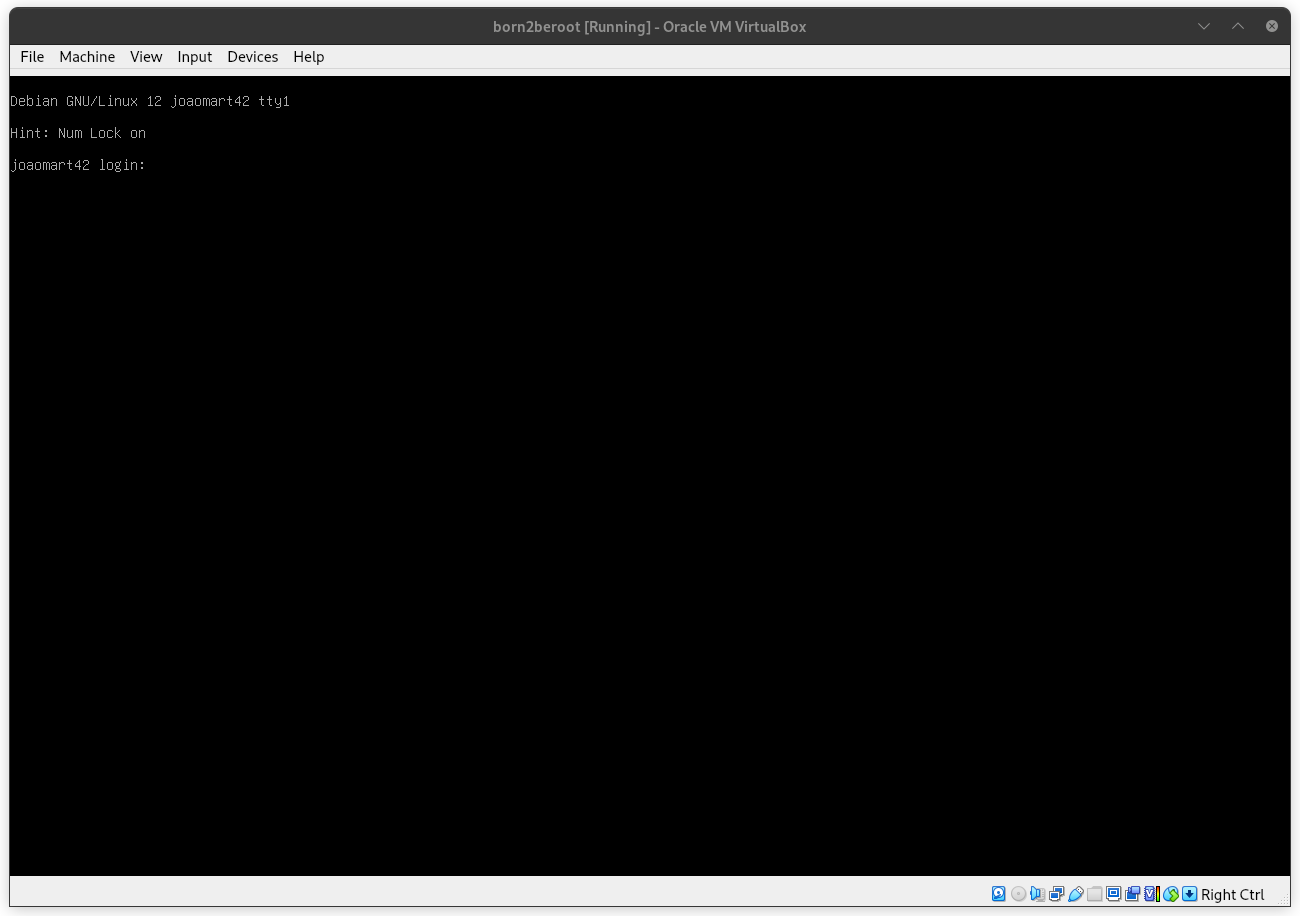 born2beroot [Running] - Oracle VM VirtualBox
File Machine View Input Devices Help
Debian GNU/Linux 12 joaomart42 tty1
Hint: Num Lock on
joaomart42 login:
Right Ctrl